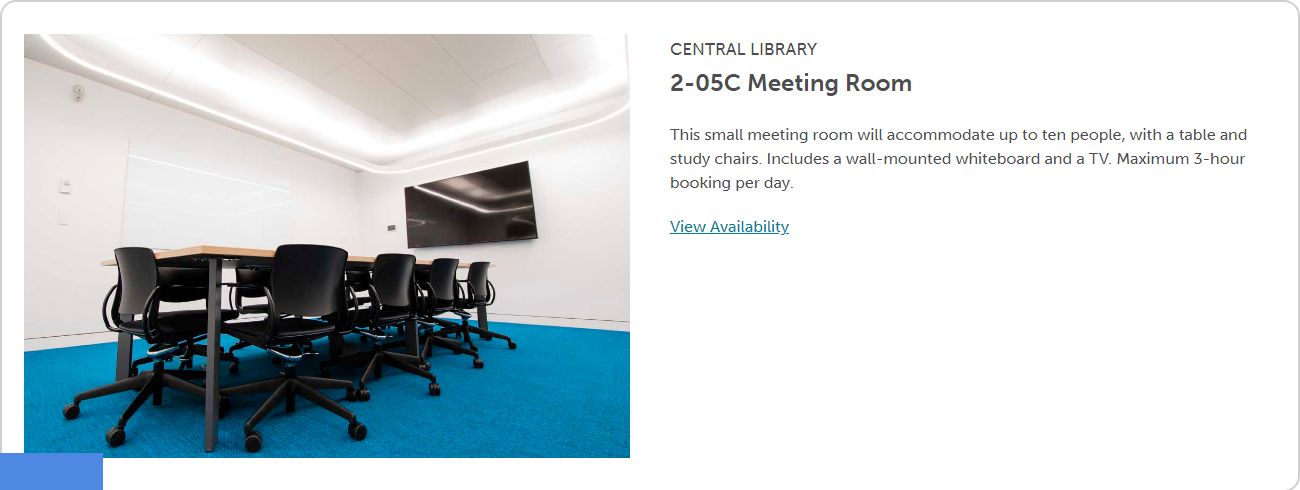 CENTRAL LIBRARY
2-05C Meeting Room
This small meeting room will accommodate up to ten people, with a table and
study chairs. Includes a wall-mounted whiteboard and a TV. Maximum 3-hour
booking per day.
View Availability